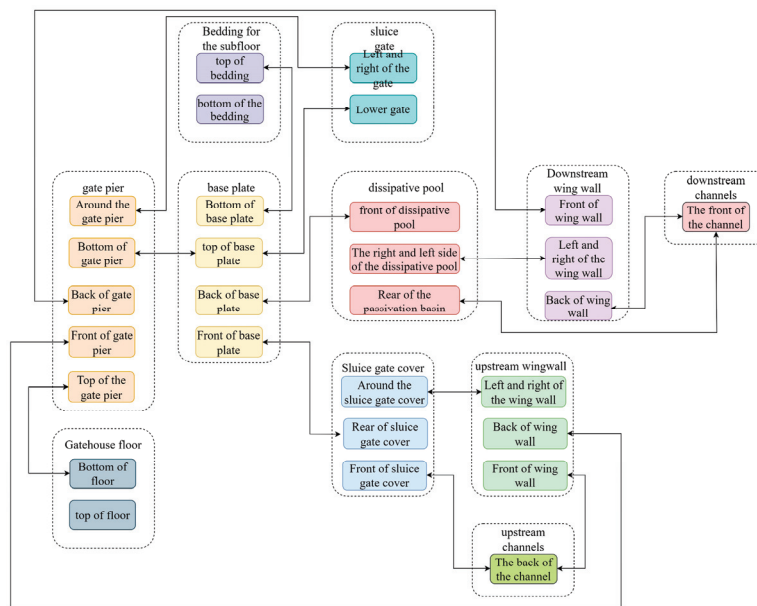 Bedding for
the subfloor
top of
bedding
bottom of the
bedding
sluice
gate
Left and
right of the
gate
Lower gate
gate pier
Around the
gate pier
Bottom of
gate pier
Back of gate
pier
Front of gate
pier
Top of the
gate pier
base plate
Bottom of
base plate
top of base
plate
Back of base
plate
Front of base
plate
dissipative pool
front of dissipative
pool
The right and left side
of the dissipative pool
Rear of the
passivation basin
Downstream
wing wall
Front of
wing wall
Left and
right of the
wing wall
Back of wing
wall
downstream
channels
The front of
the channel
Sluice gate cover
Around the
sluice gate cover
Rear of sluice
gate cover
Front of sluice
gate cover
upstream wingwall
Left and right of
the wing wall
Back of wing
wall
Front of wing
wall
Gatehouse floor
Bottom of
floor
top of floor
upstream
channels
The back of
the channel